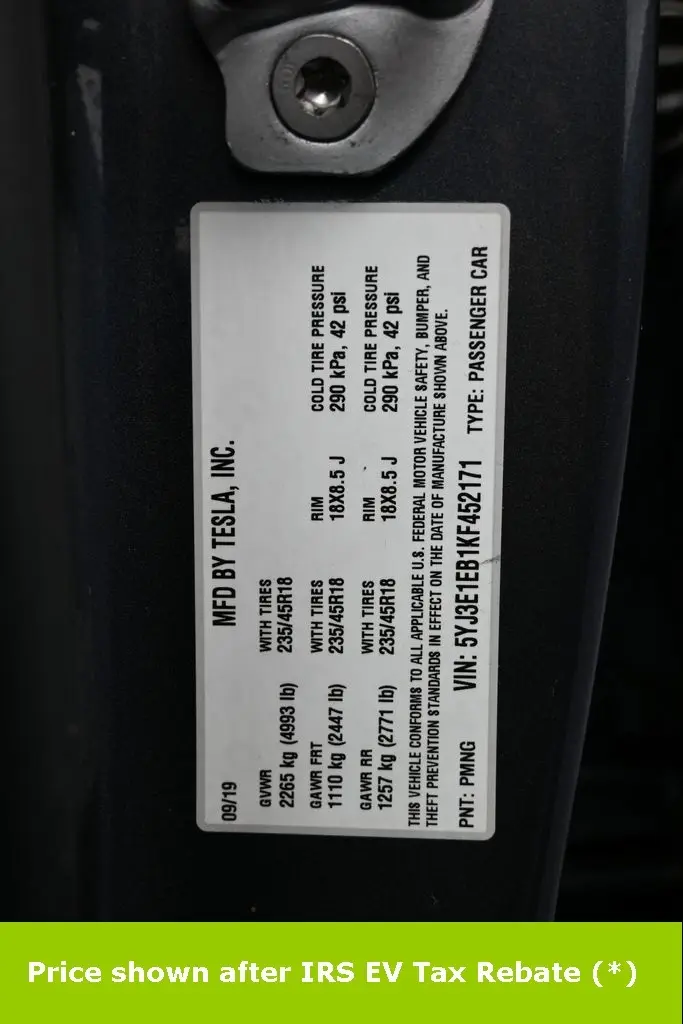 MFD BY TESLA, INC.
09/19
GVWR WITH TIRES
2265 kg (4993 lb) 235/45R18
GAWR FRT WITH TIRES RIM COLD TIRE PRESSURE
1110 kg (2447 lb) 235/45R18 18X8.5 J 290 kPa, 42 psi
GAWR RR WITH TIRES RIM COLD TIRE PRESSURE
1257 kg (2771 lb) 235/45R18 18X8.5 J 290 kPa, 42 psi
THIS VEHICLE CONFORMS TO ALL APPLICABLE U.S. FEDERAL MOTOR VEHICLE SAFETY, BUMPER, AND
THEFT PREVENTION STANDARDS IN EFFECT ON THE DATE OF MANUFACTURE SHOWN ABOVE.
PNT: PMNG VIN: 5YJ3E1EB1KF452171 TYPE: PASSENGER CAR
Price shown after IRS EV Tax Rebate (*)